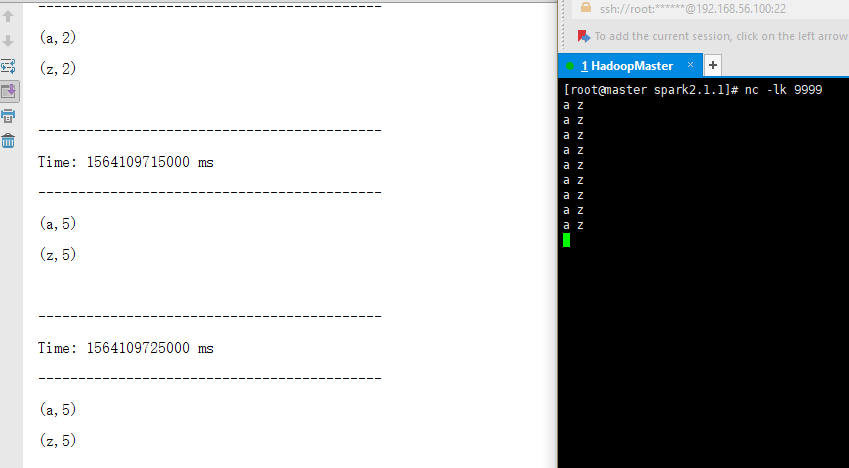 -------------------------------------------
(a,2)
(z,2)
-------------------------------------------
Time: 1564109715000 ms
-------------------------------------------
(a,5)
(z,5)
-------------------------------------------
Time: 1564109725000 ms
-------------------------------------------
(a,5)
(z,5)
ssh://root:******@192.168.56.100:22
To add the current session, click on the left arrow
1 HadoopMaster × +
[root@master spark2.1.1]# nc -lk 9999
a z
a z
a z
a z
a z
a z
a z
a z
a z